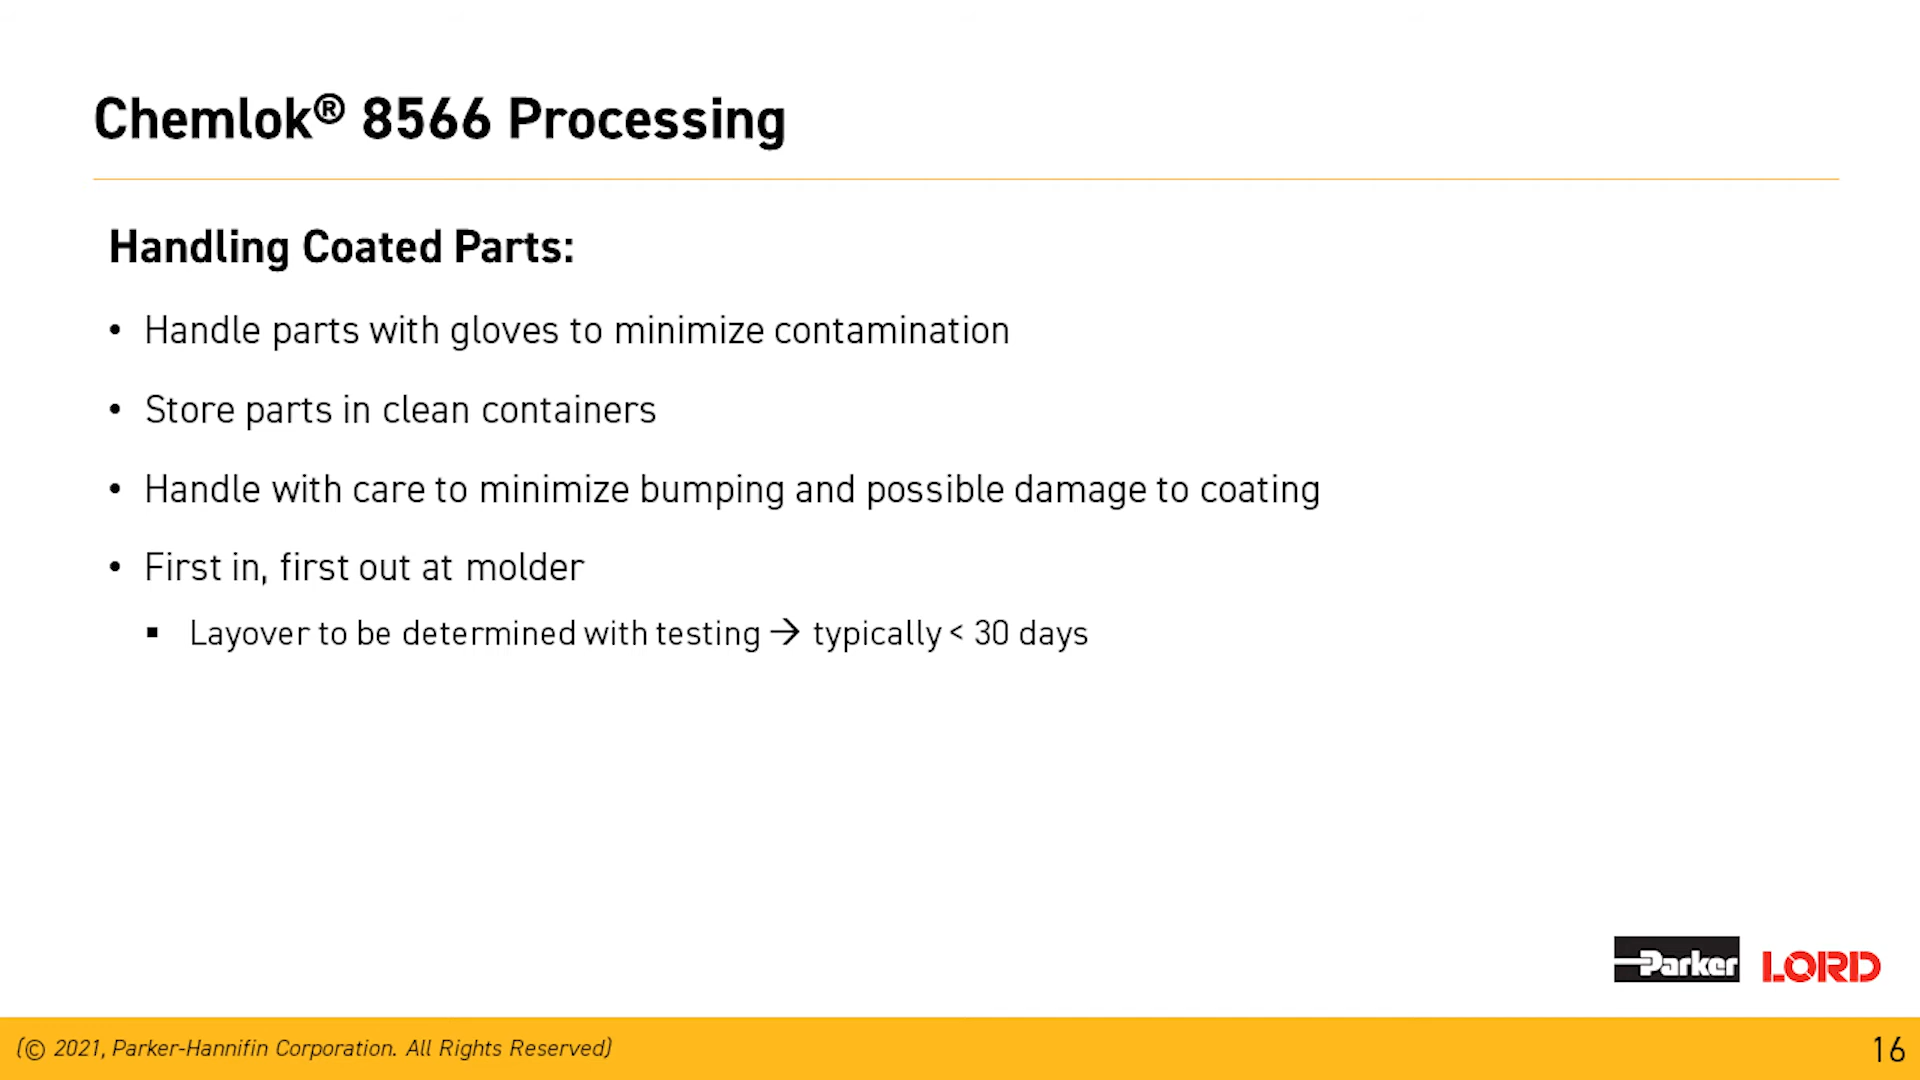 Chemlok® 8566 Processing
Handling Coated Parts:
• Handle parts with gloves to minimize contamination
• Store parts in clean containers
• Handle with care to minimize bumping and possible damage to coating
• First in, first out at molder
▪ Layover to be determined with testing → typically < 30 days
Parker LORD
(© 2021, Parker-Hannifin Corporation. All Rights Reserved)
16